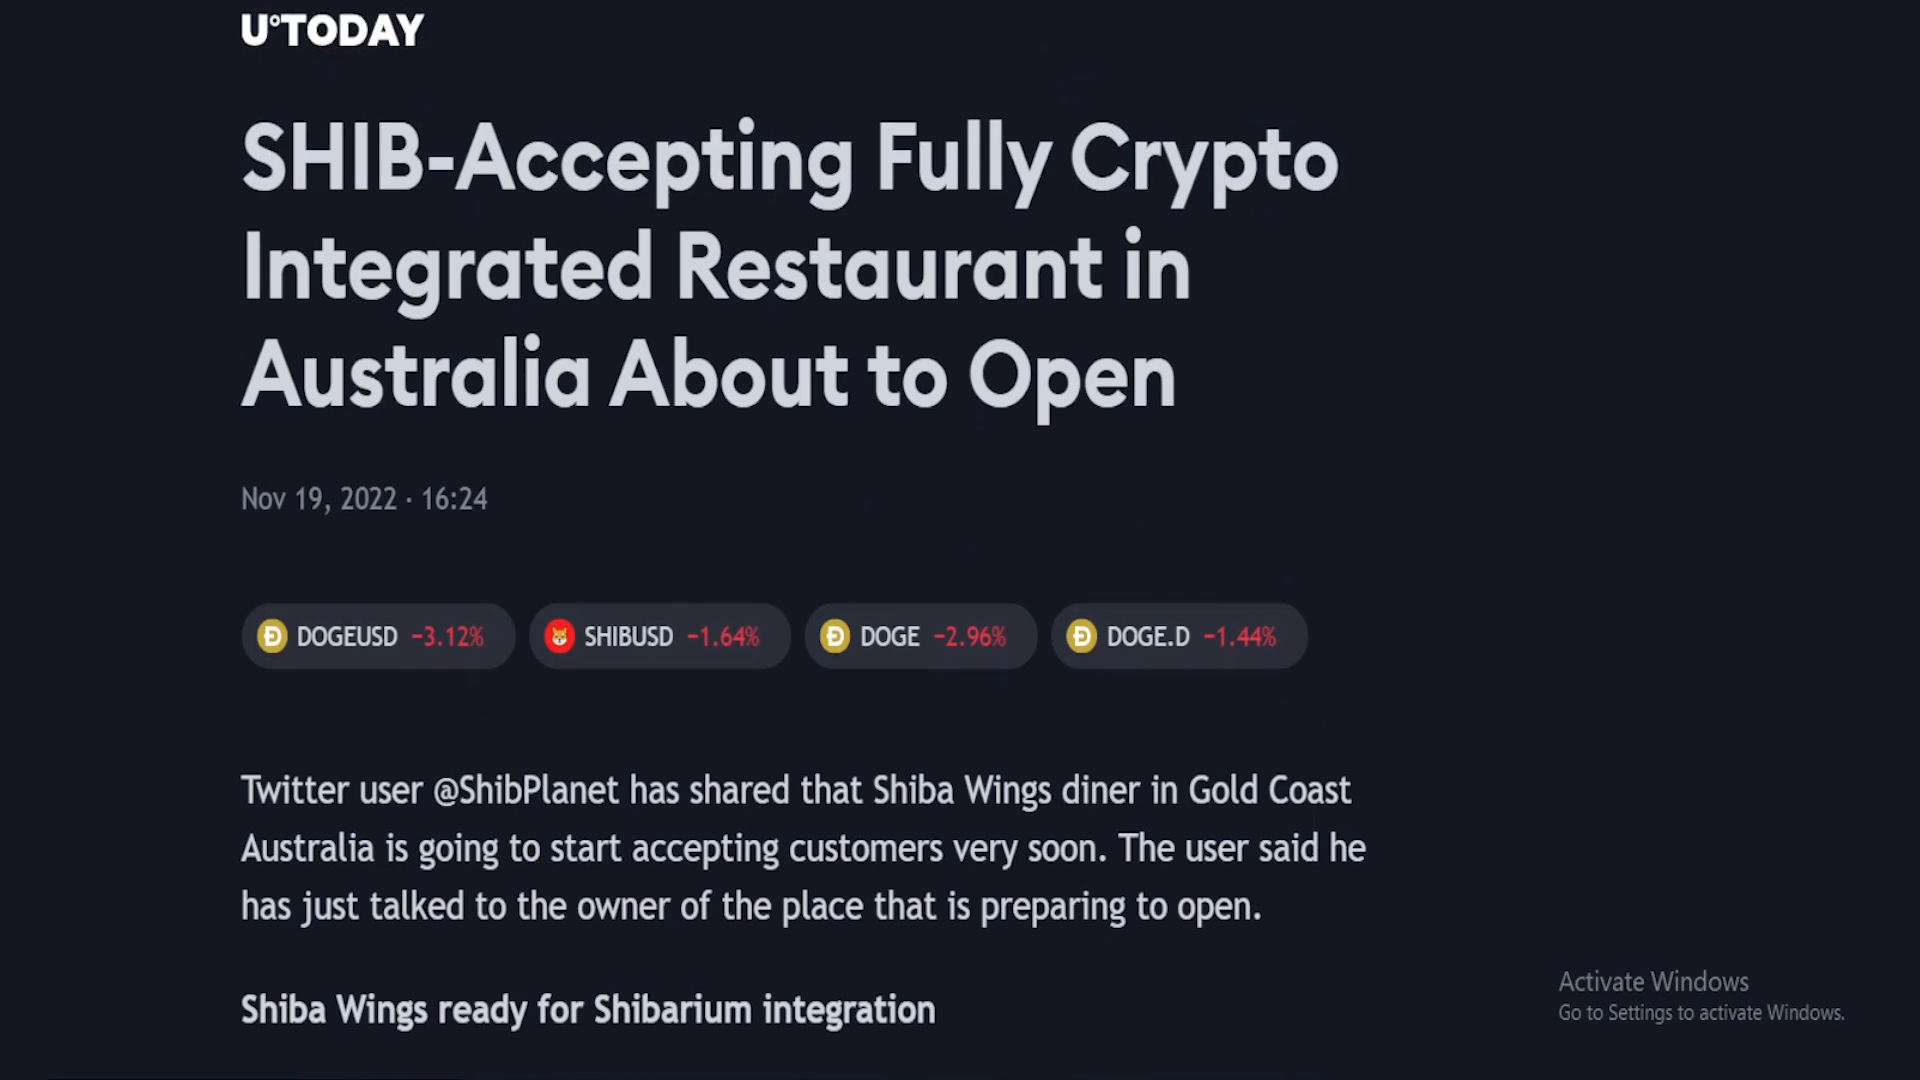 U°TODAY
SHIB-Accepting Fully Crypto
Integrated Restaurant in
Australia About to Open
Nov 19, 2022 · 16:24
DOGEUSD −3.12% SHIBUSD −1.64% DOGE −2.96% DOGE.D −1.44%
Twitter user @ShibPlanet has shared that Shiba Wings diner in Gold Coast
Australia is going to start accepting customers very soon. The user said he
has just talked to the owner of the place that is preparing to open.
Shiba Wings ready for Shibarium integration
Activate Windows
Go to Settings to activate Windows.